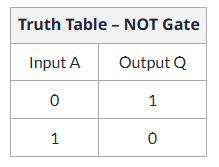 Truth Table – NOT Gate
Input A Output Q
0 1
1 0